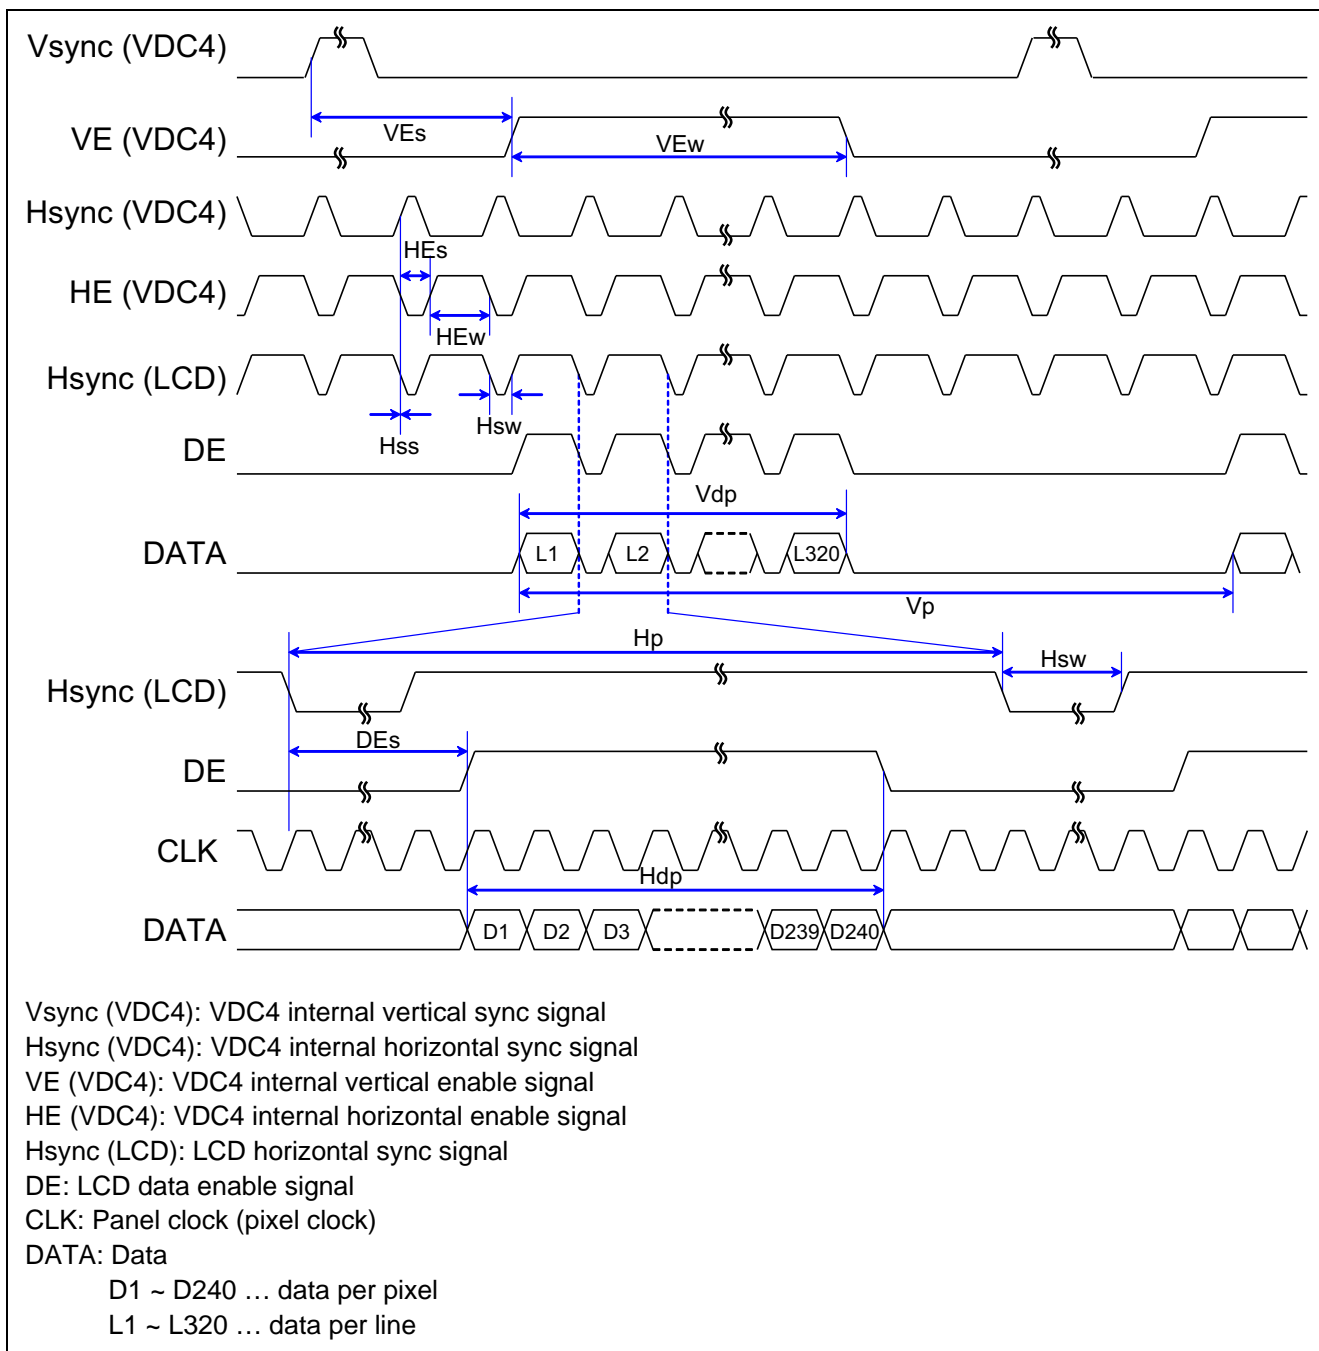 Vsync (VDC4)
VE (VDC4)
VEs
VEw
Hsync (VDC4)
HEs
HE (VDC4)
HEw
Hsync (LCD)
Hss
Hsw
DE
Vdp
DATA
L1
L2
L320
Vp
Hp
Hsw
Hsync (LCD)
DEs
DE
CLK
Hdp
DATA
D1
D2
D3
D239
D240
Vsync (VDC4): VDC4 internal vertical sync signal
Hsync (VDC4): VDC4 internal horizontal sync signal
VE (VDC4): VDC4 internal vertical enable signal
HE (VDC4): VDC4 internal horizontal enable signal
Hsync (LCD): LCD horizontal sync signal
DE: LCD data enable signal
CLK: Panel clock (pixel clock)
DATA: Data
D1 ~ D240 … data per pixel
L1 ~ L320 … data per line